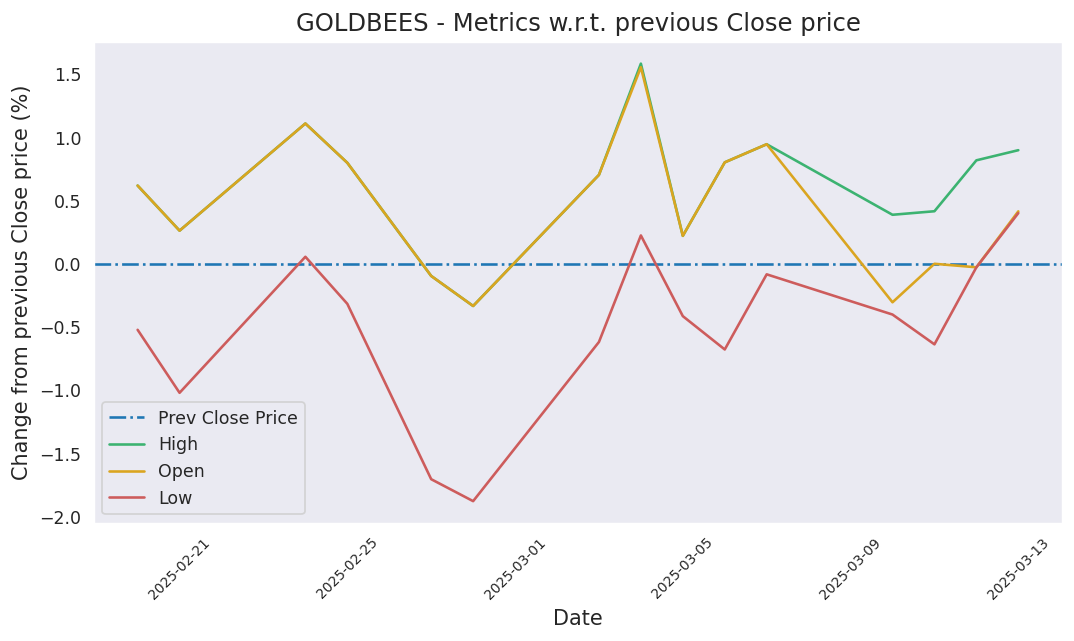 GOLDBEES - Metrics w.r.t. previous Close price
Change from previous Close price (%)
1.5
1.0
0.5
0.0
−0.5
−1.0
−1.5
−2.0
Prev Close Price
High
Open
Low
2025-02-21
2025-02-25
2025-03-01
2025-03-05
2025-03-09
2025-03-13
Date